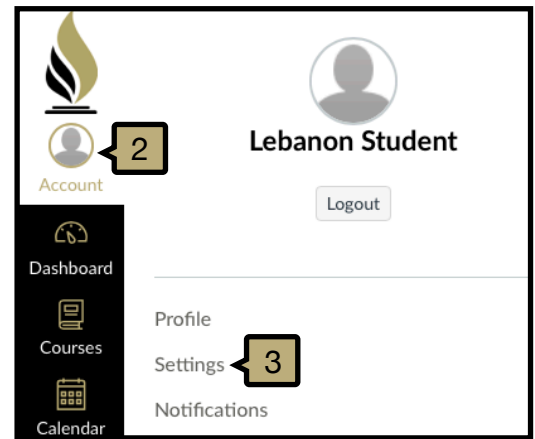 2
Lebanon Student
Account
Logout
Dashboard
Courses
Calendar
Profile
Settings
3
Notifications